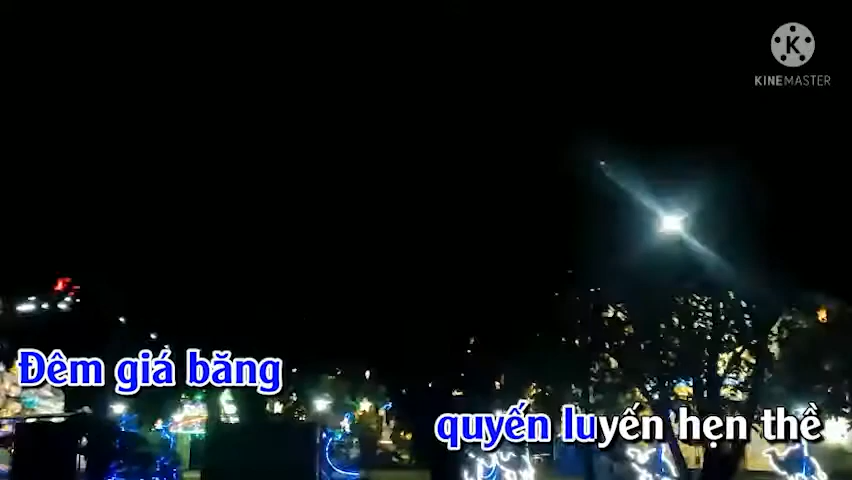 KINEMASTER
Đêm giá băng
quyến luyến hẹn thề